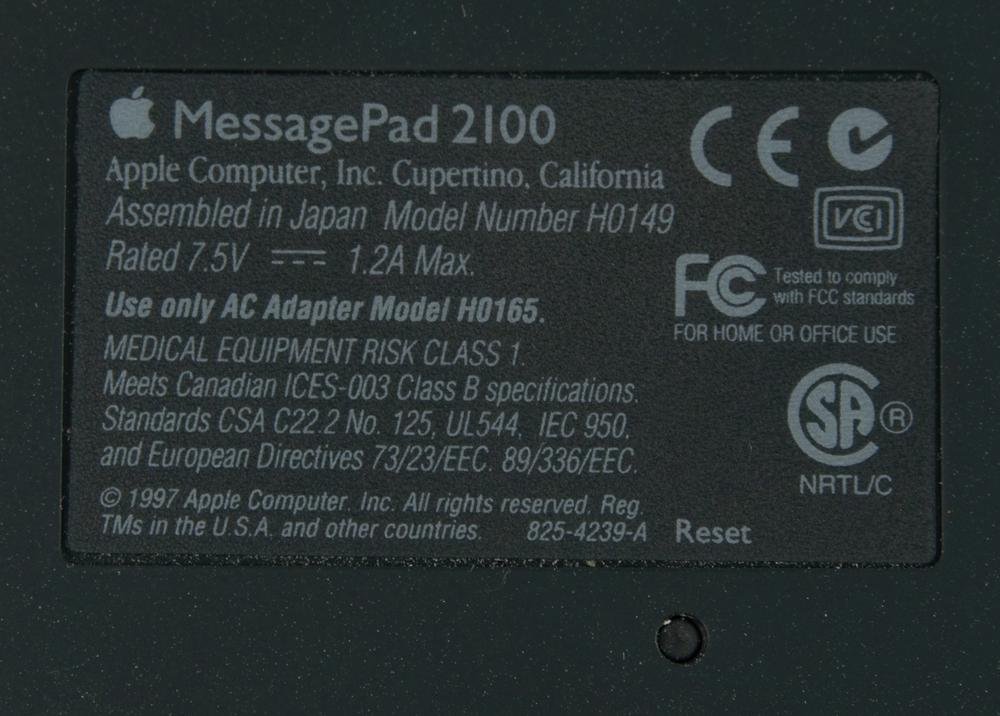 MessagePad 2100
Apple Computer, Inc. Cupertino, California
Assembled in Japan Model Number H0149
Rated 7.5V 1.2A Max.
Use only AC Adapter Model H0165.
MEDICAL EQUIPMENT RISK CLASS 1.
Meets Canadian ICES-003 Class B specifications.
Standards CSA C22.2 No. 125, UL544, IEC 950,
and European Directives 73/23/EEC. 89/336/EEC.
© 1997 Apple Computer, Inc. All rights reserved. Reg.
TMs in the U.S.A. and other countries. 825-4239-A
Reset
CE
VCI
FC Tested to comply
with FCC standards
FOR HOME OR OFFICE USE
SA ®
NRTL/C